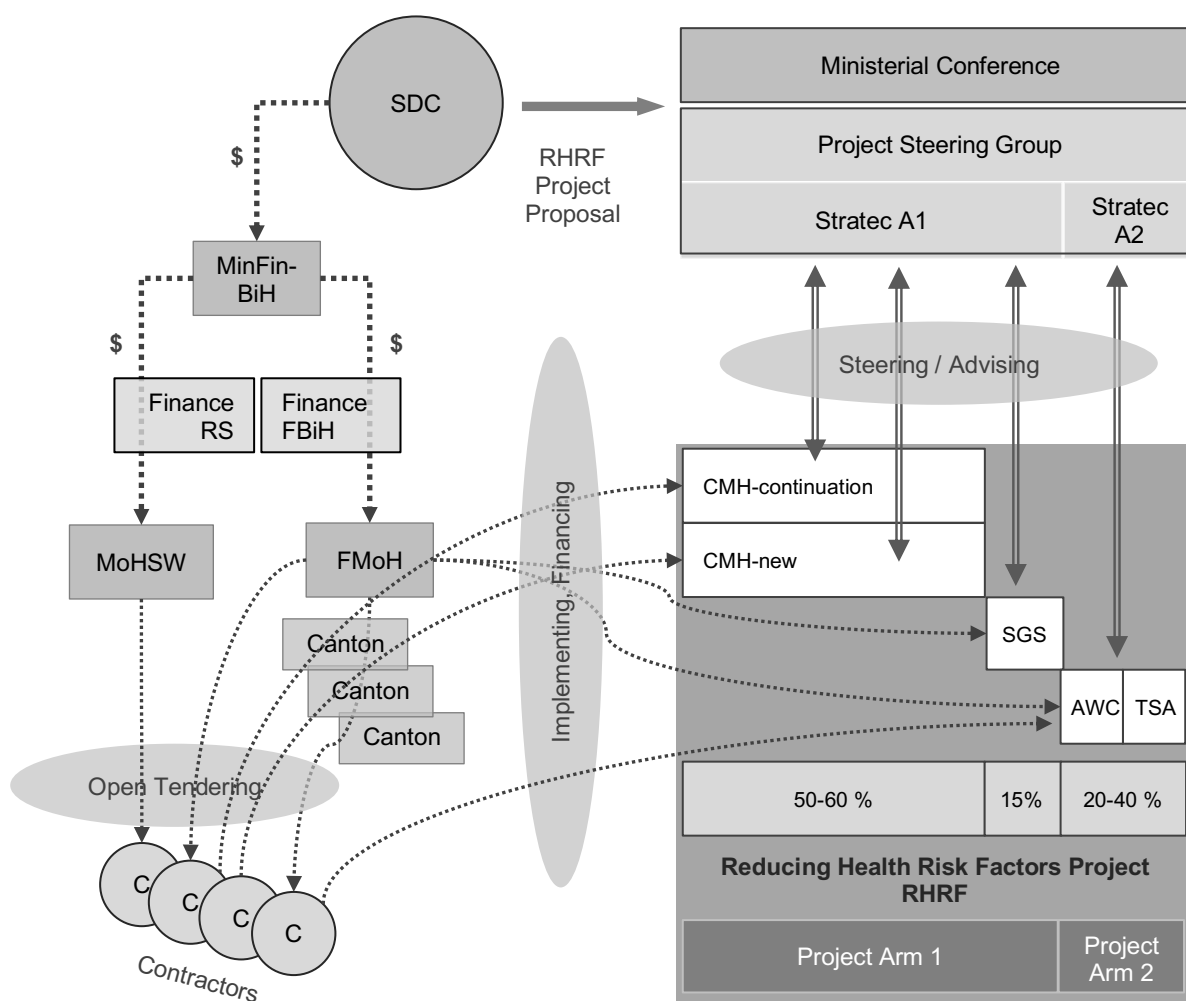 SDC
$
RHRF
Project
Proposal
Ministerial Conference
Project Steering Group
Stratec A1
Stratec
A2
MinFin-
BiH
$
$
Finance
RS
Finance
FBiH
Steering / Advising
MoHSW
FMoH
Canton
Canton
Canton
Implementing, Financing
CMH-continuation
CMH-new
SGS
AWC
TSA
Open Tendering
C
C
C
C
Contractors
50-60 %
15%
20-40 %
Reducing Health Risk Factors Project
RHRF
Project Arm 1
Project
Arm 2